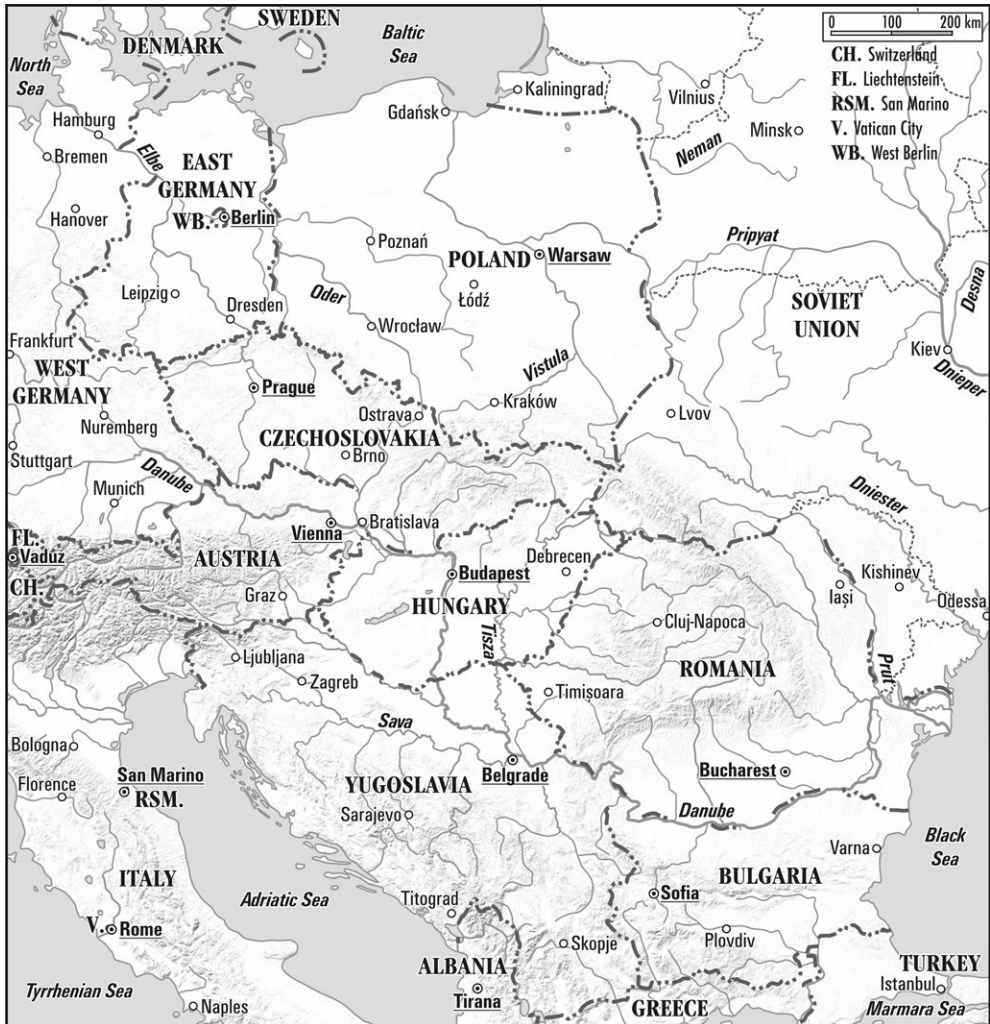 SWEDEN
DENMARK
Baltic
Sea
North
Sea
0 100 200 km
CH. Switzerland
FL. Liechtenstein
RSM. San Marino
V. Vatican City
WB. West Berlin
Kaliningrad
Gdańsk
Vilnius
Minsk
Neman
Hamburg
Bremen
Elbe
EAST
GERMANY
WB.
Berlin
Hanover
Poznań
POLAND
Warsaw
Pripyat
Łódź
Leipzig
Dresden
Oder
Wrocław
SOVIET
UNION
Desna
Kiev
Dnieper
Frankfurt
WEST
GERMANY
Nuremberg
Stuttgart
Prague
Vistula
Kraków
Ostrava
CZECHOSLOVAKIA
Brno
Lvov
Danube
Munich
Dniester
Vienna
Bratislava
FL.
Vadúz
CH.
AUSTRIA
Graz
Budapest
HUNGARY
Debrecen
Tisza
Kishinev
Iași
Odessa
Cluj-Napoca
ROMANIA
Prut
Ljubljana
Zagreb
Timișoara
Sava
Bologna
Florence
San Marino
RSM.
YUGOSLAVIA
Sarajevo
Belgrade
Bucharest
Danube
Black
Sea
Varna
BULGARIA
Sofia
Plovdiv
ITALY
Adriatic Sea
V.
Rome
Titograd
Skopje
ALBANIA
Tirana
GREECE
TURKEY
Istanbul
Marmara Sea
Tyrrhenian Sea
Naples